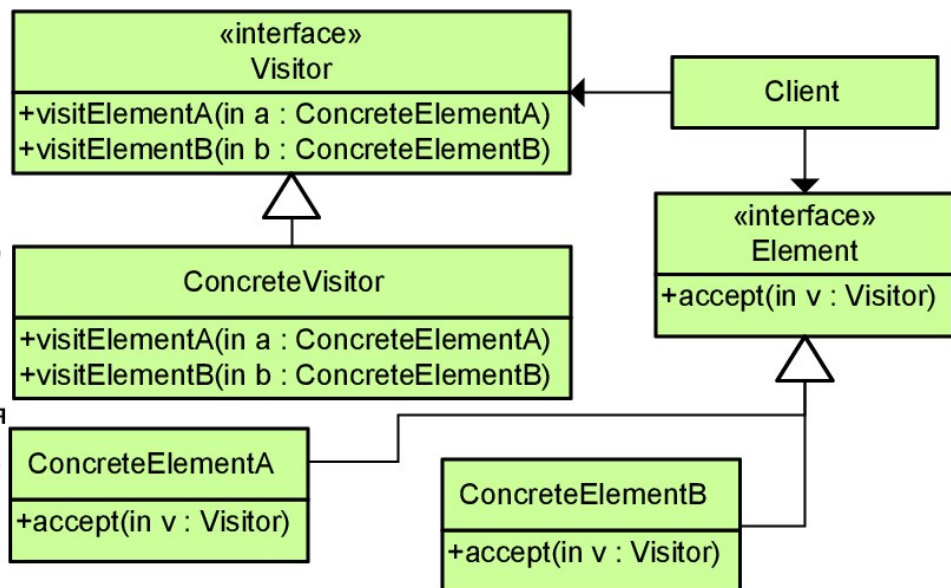 «interface»
Visitor
+visitElementA(in a : ConcreteElementA)
+visitElementB(in b : ConcreteElementB)
Client
«interface»
Element
+accept(in v : Visitor)
ConcreteVisitor
+visitElementA(in a : ConcreteElementA)
+visitElementB(in b : ConcreteElementB)
ConcreteElementA
+accept(in v : Visitor)
ConcreteElementB
+accept(in v : Visitor)